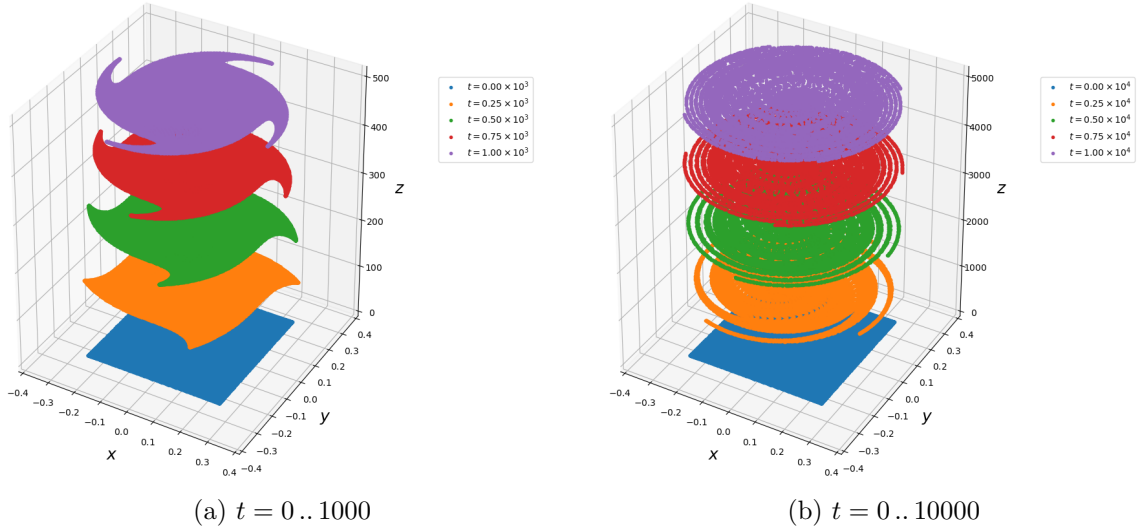 500
400
300
200
100
0
z
−0.4
−0.3
−0.2
−0.1
0.0
0.1
0.2
0.3
0.4
x
−0.4
−0.3
−0.2
−0.1
0.0
0.1
0.2
0.3
0.4
y
t = 0.00 × 10³
t = 0.25 × 10³
t = 0.50 × 10³
t = 0.75 × 10³
t = 1.00 × 10³
(a) t = 0 .. 1000
5000
4000
3000
2000
1000
0
z
−0.4
−0.3
−0.2
−0.1
0.0
0.1
0.2
0.3
0.4
x
−0.4
−0.3
−0.2
−0.1
0.0
0.1
0.2
0.3
0.4
y
t = 0.00 × 10⁴
t = 0.25 × 10⁴
t = 0.50 × 10⁴
t = 0.75 × 10⁴
t = 1.00 × 10⁴
(b) t = 0 .. 10000